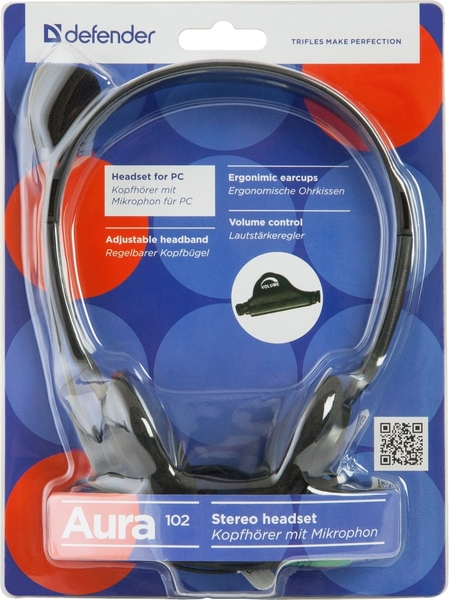 defender
TRIFLES MAKE PERFECTION
Headset for PC
Kopfhörer mit
Mikrophon für PC
Ergonimic earcups
Ergonomische Ohrkissen
Adjustable headband
Regelbarer Kopfbügel
Volume control
Lautstärkeregler
VOLUME
Aura 102
Stereo headset
Kopfhörer mit Mikrophon